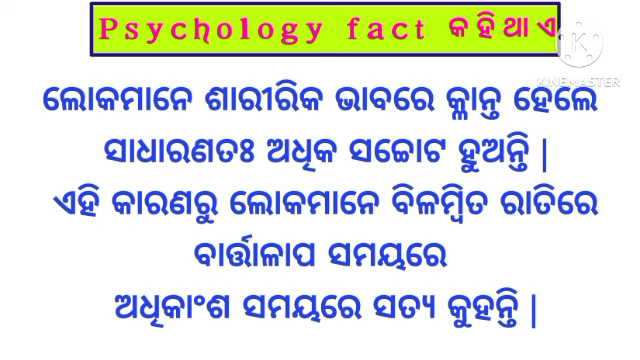 Psychology fact କହିଥାଏ
KINEMASTER
ଲୋକମାନେ ଶାରୀରିକ ଭାବରେ କ୍ଳାନ୍ତ ହେଲେ
ସାଧାରଣତଃ ଅଧିକ ସଚ୍ଚୋଟ ହୁଅନ୍ତି |
ଏହି କାରଣରୁ ଲୋକମାନେ ବିଳମ୍ବିତ ରାତିରେ
ବାର୍ତ୍ତାଳାପ ସମୟରେ
ଅଧିକାଂଶ ସମୟରେ ସତ୍ୟ କୁହନ୍ତି |